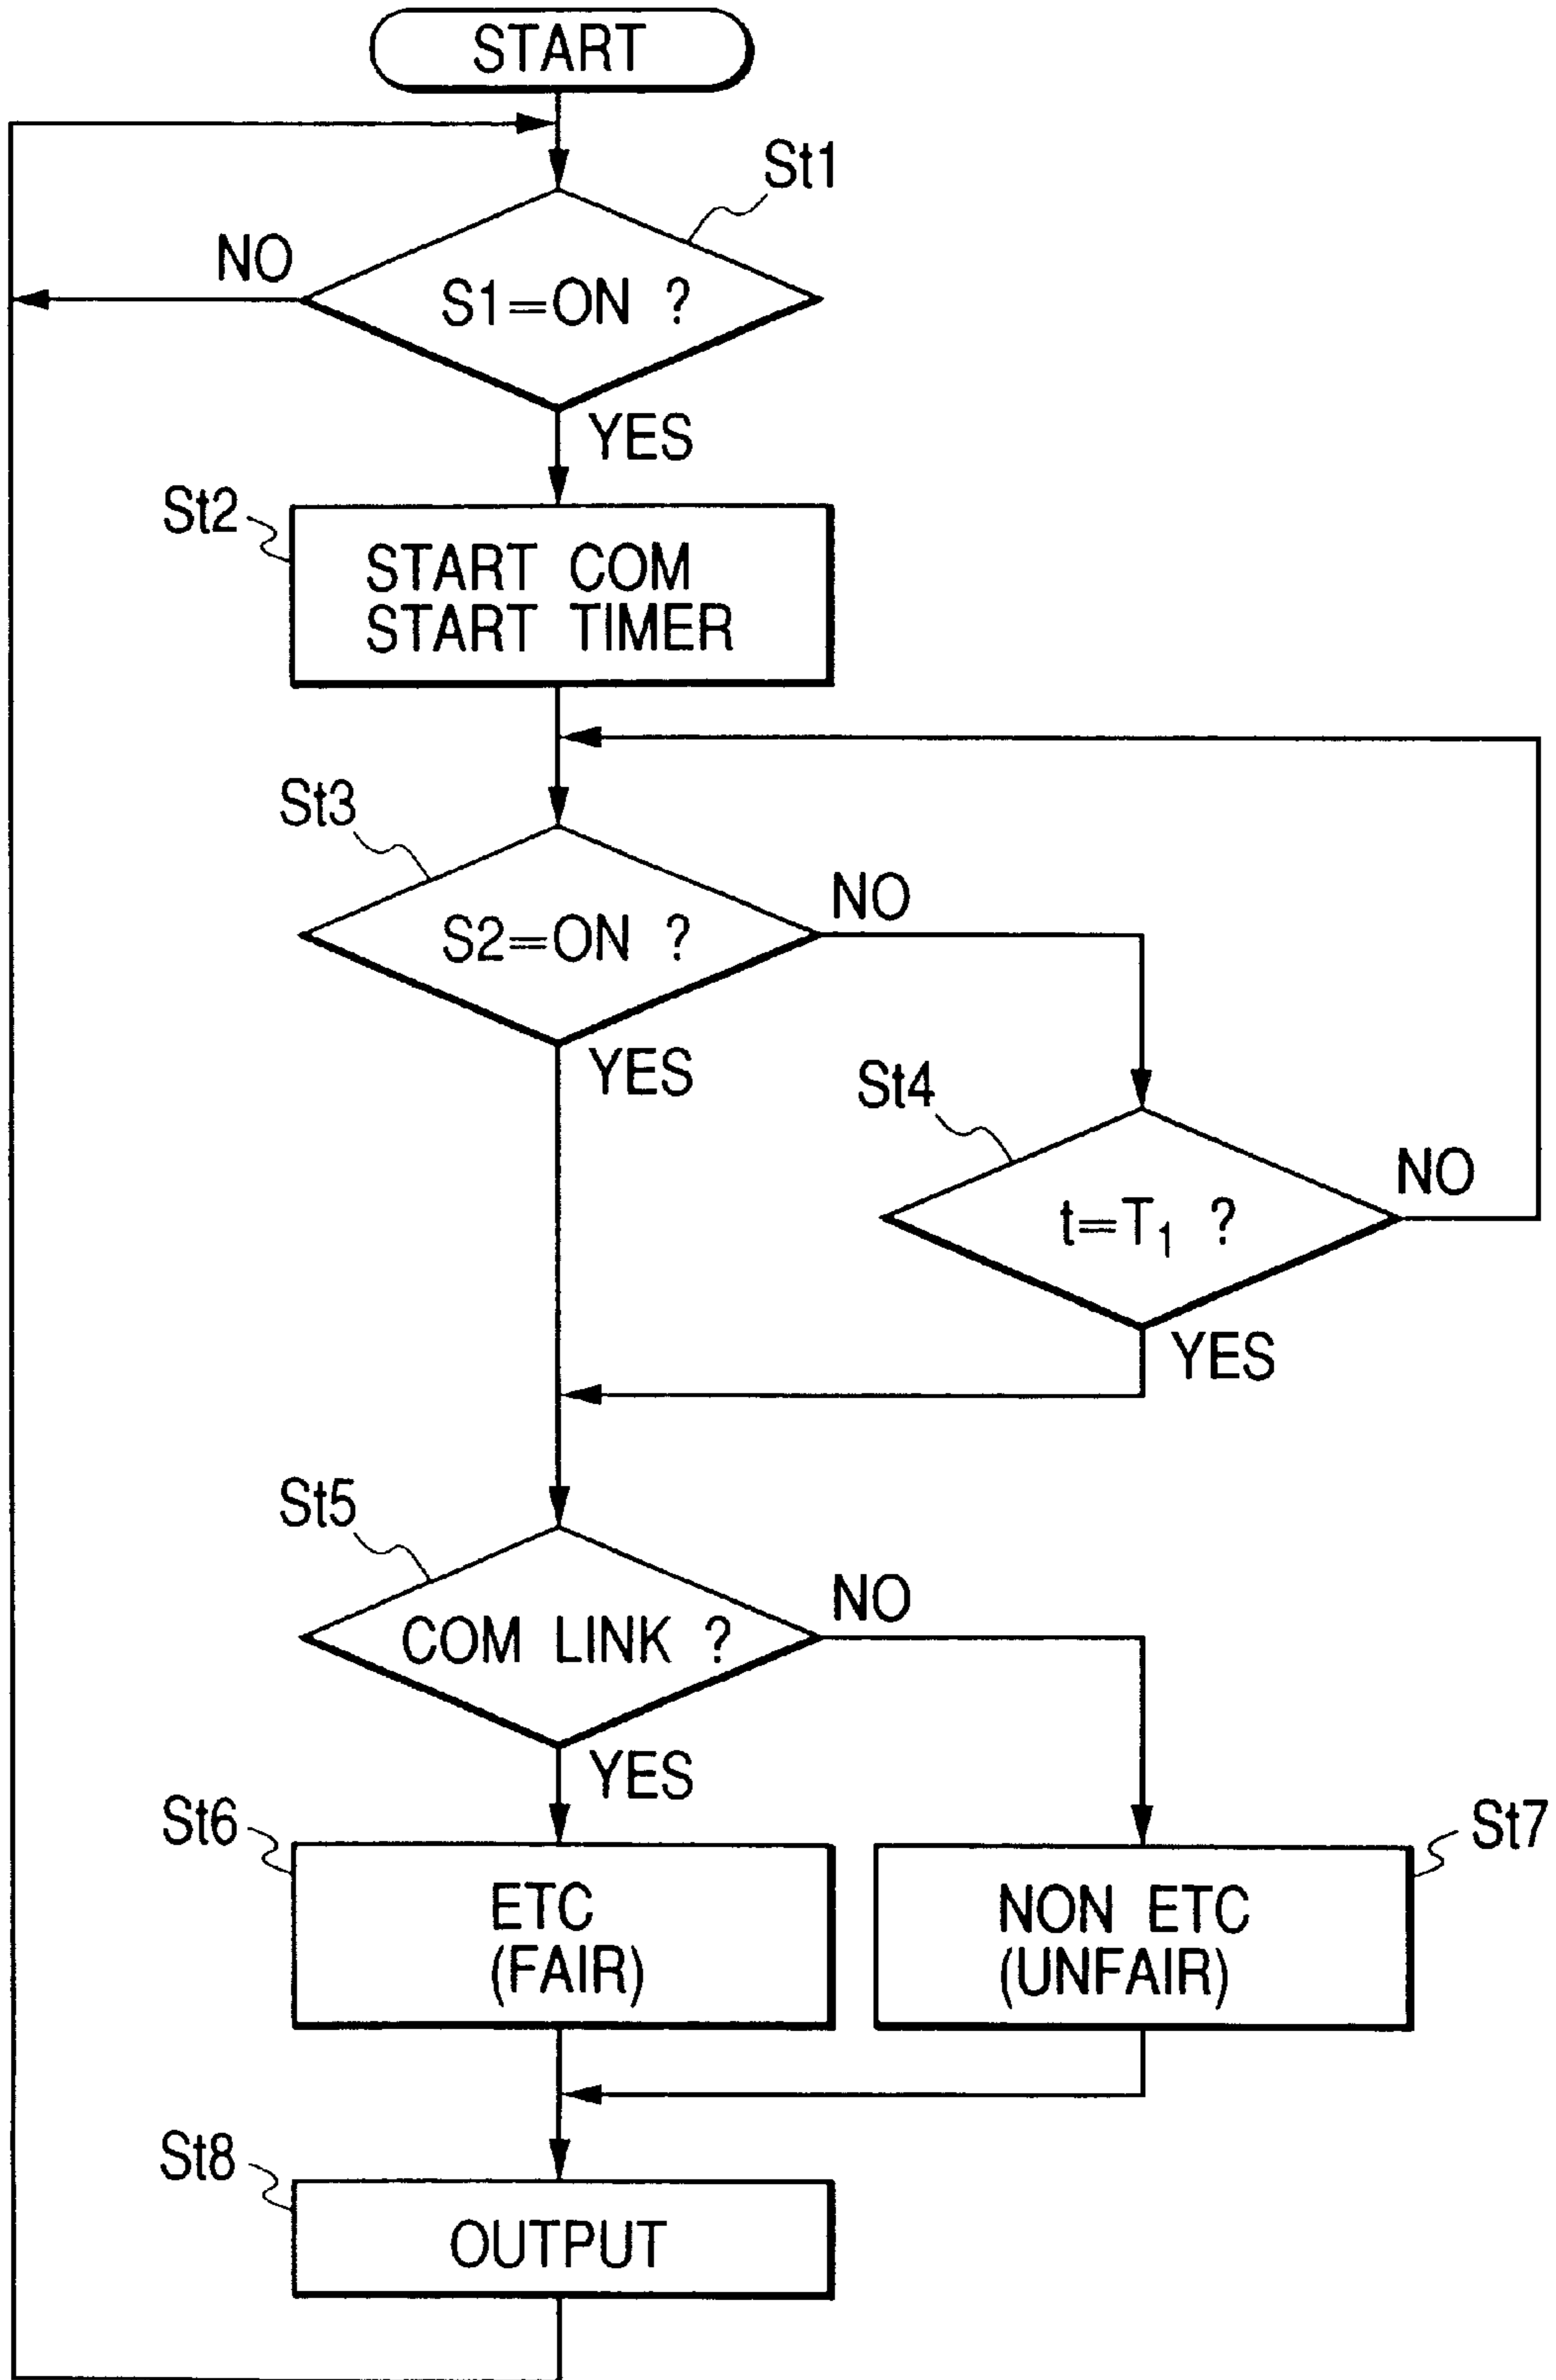 START
St1
NO
S1=ON ?
YES
St2
START COM
START TIMER
St3
NO
S2=ON ?
YES
St4
NO
t=T₁ ?
YES
St5
NO
COM LINK ?
YES
St6
St7
ETC
(FAIR)
NON ETC
(UNFAIR)
St8
OUTPUT